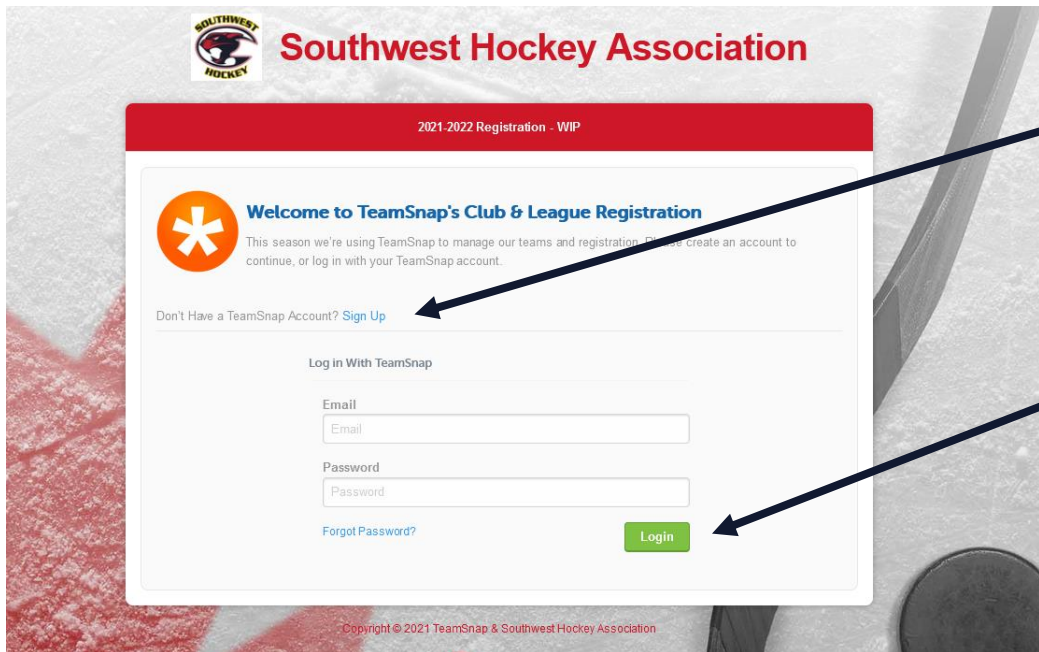 SOUTHWEST
HOCKEY
Southwest Hockey Association
2021-2022 Registration - WIP
Welcome to TeamSnap's Club & League Registration
This season we're using TeamSnap to manage our teams and registration. Please create an account to
continue, or log in with your TeamSnap account.
Don't Have a TeamSnap Account? Sign Up
Log in With TeamSnap
Email
Email
Password
Password
Forgot Password?
Login
Copyright © 2021 TeamSnap & Southwest Hockey Association